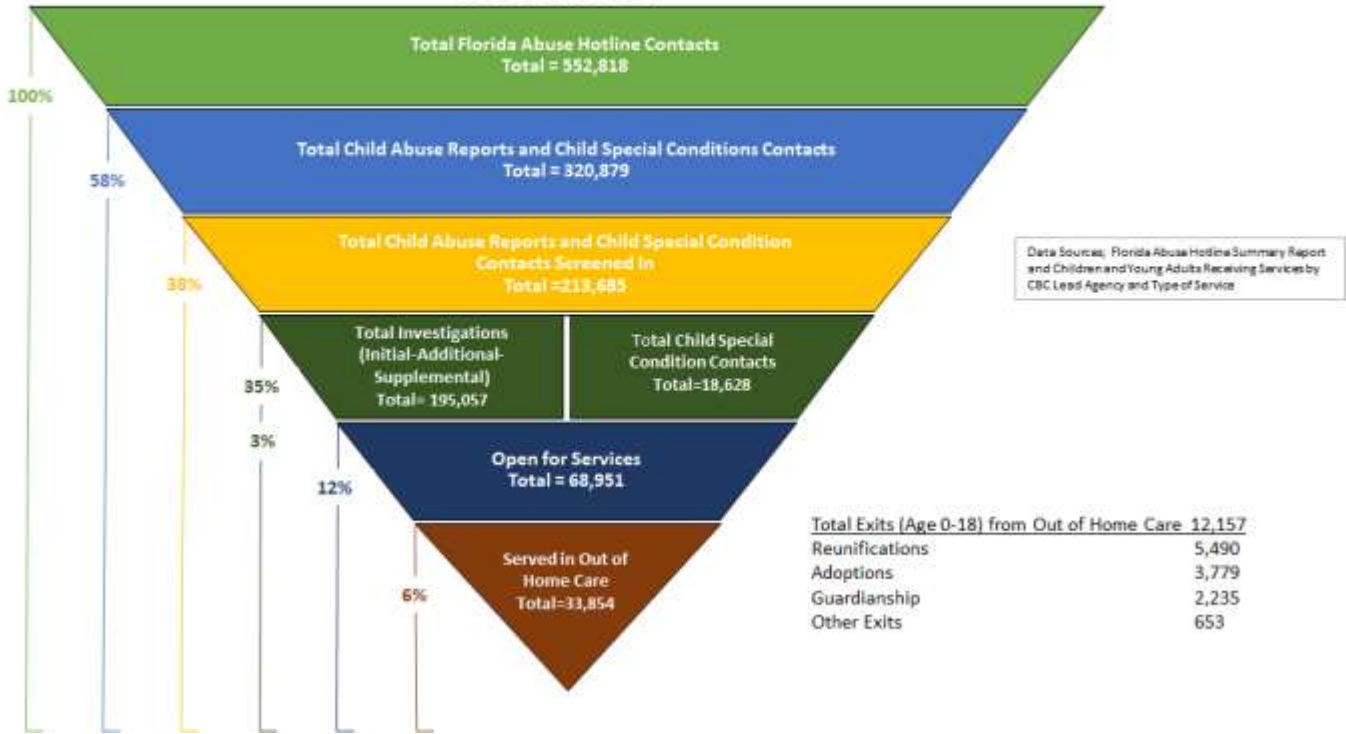 Total Florida Abuse Hotline Contacts
Total = 552,818
100%
Total Child Abuse Reports and Child Special Conditions Contacts
Total = 320,879
58%
Total Child Abuse Reports and Child Special Condition
Contacts Screened In
Total =213,685
38%
Data Sources; Florida Abuse Hotline Summary Report
and Children and Young Adults Receiving Services by
CBC Lead Agency and Type of Service
Total Investigations
(Initial-Additional-
Supplemental)
Total= 195,057
Total Child Special
Condition Contacts
Total=18,628
35%
3%
Open for Services
Total = 68,951
12%
Served in Out of
Home Care
Total=33,854
6%
Total Exits (Age 0-18) from Out of Home Care 12,157
Reunifications 5,490
Adoptions 3,779
Guardianship 2,235
Other Exits 653